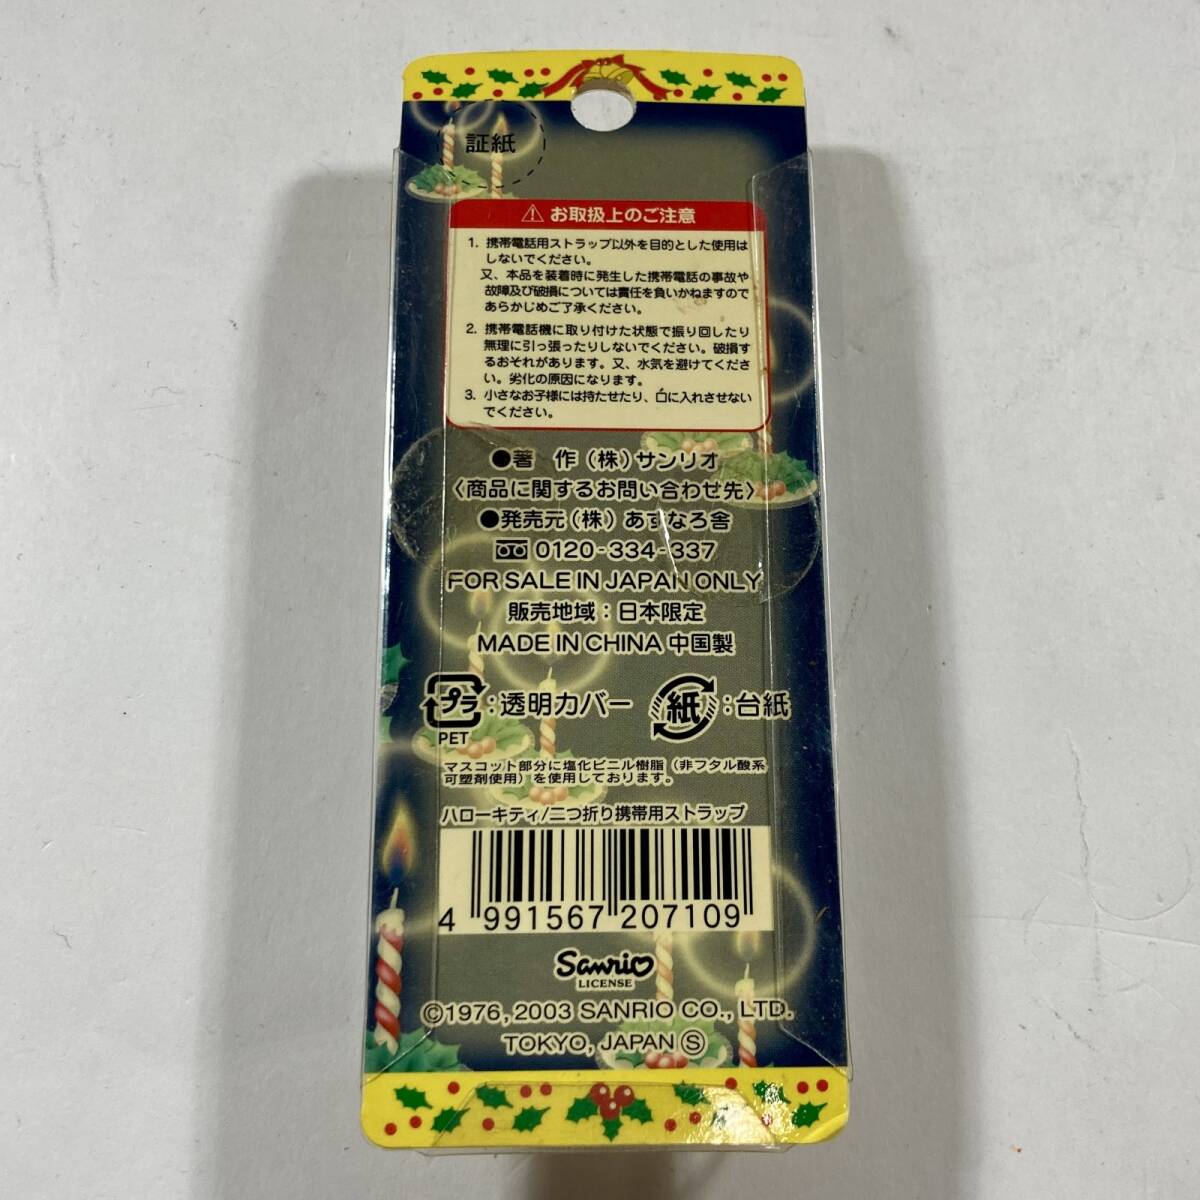 証紙
お取扱上のご注意
1. 携帯電話用ストラップ以外を目的とした使用は
しないでください。
又、本品を装着時に発生した携帯電話の事故や
故障及び破損については責任を負いかねますので
あらかじめご了承ください。
2. 携帯電話機に取り付けた状態で振り回したり
無理に引っ張ったりしないでください。破損す
るおそれがあります。又、水気を避けてくださ
い。劣化の原因になります。
3. 小さなお子様には持たせたり、口に入れさせない
でください。
●著 作(株)サンリオ
〈商品に関するお問い合わせ先〉
●発売元(株)あすなろ舎
0120-334-337
FOR SALE IN JAPAN ONLY
販売地域:日本限定
MADE IN CHINA 中国製
プラ:透明カバー 紙:台紙
PET
マスコット部分に塩化ビニル樹脂(非フタル酸系
可塑剤使用)を使用しております。
ハローキティ/二つ折り携帯用ストラップ
4 991567 207109
Sanrio
LICENSE
©1976, 2003 SANRIO CO., LTD.
TOKYO, JAPAN Ⓢ